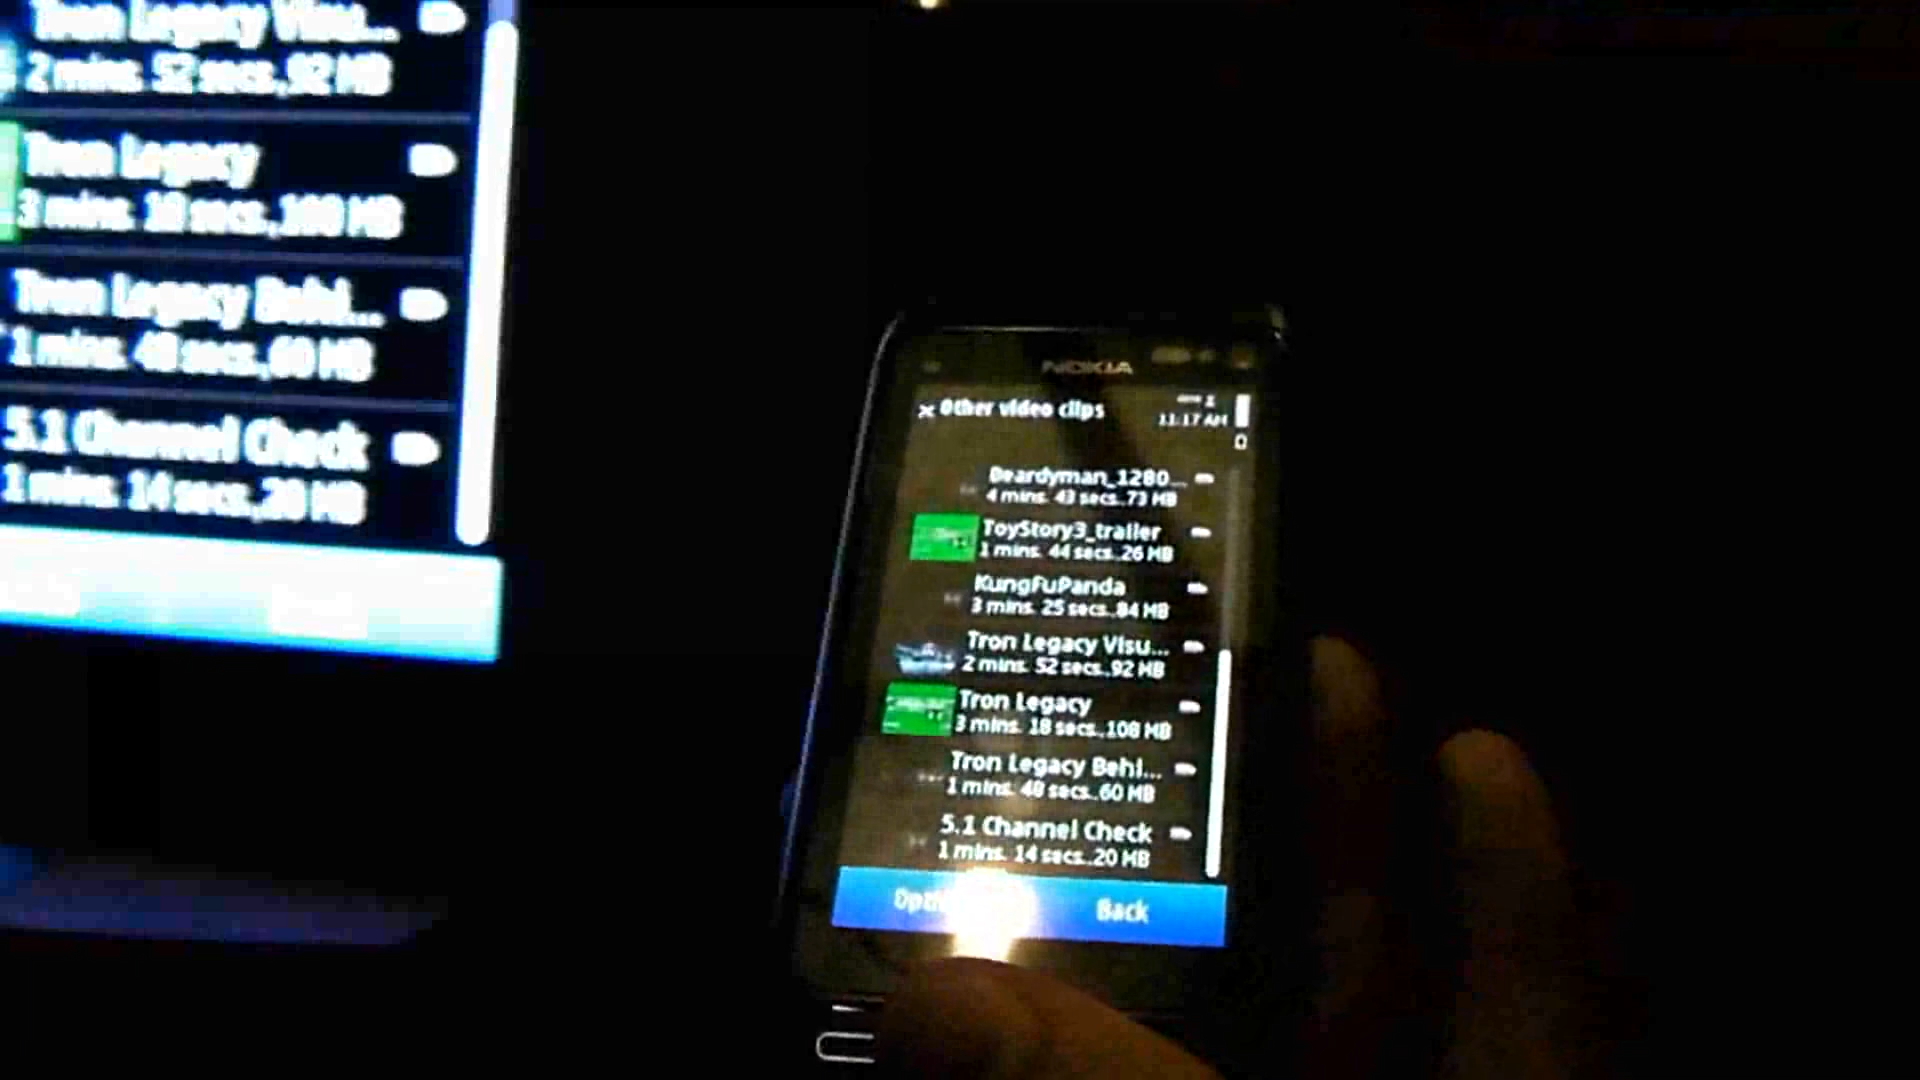 Tron Legacy Visu...
2 mins. 52 secs.,92 MB
Tron Legacy
3 mins. 18 secs.,108 MB
Tron Legacy Behi...
1 mins. 48 secs.,60 MB
5.1 Channel Check
1 mins. 14 secs.,20 MB
NOKIA
Other video clips
11:17 AM
Beardyman_1280...
4 mins. 43 secs.,73 MB
ToyStory3_trailer
1 mins. 44 secs.,26 MB
KungFuPanda
3 mins. 25 secs.,84 MB
Tron Legacy Visu...
2 mins. 52 secs.,92 MB
Tron Legacy
3 mins. 18 secs.,108 MB
Tron Legacy Behi...
1 mins. 48 secs.,60 MB
5.1 Channel Check
1 mins. 14 secs.,20 MB
Back